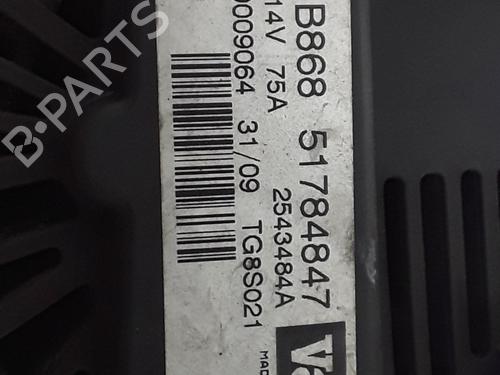 B868 51784847
14V 75A 2543484A
0009064 31/09 TG8S021
Va
MAD
B-Parts